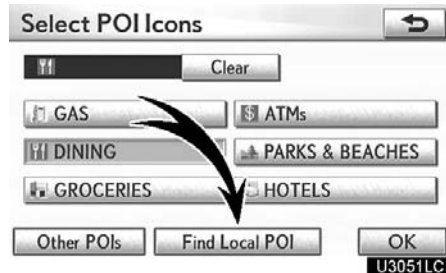 Select POI Icons
Clear
GAS
$ ATMs
DINING
PARKS & BEACHES
GROCERIES
HOTELS
Other POIs
Find Local POI
OK
U3051LC